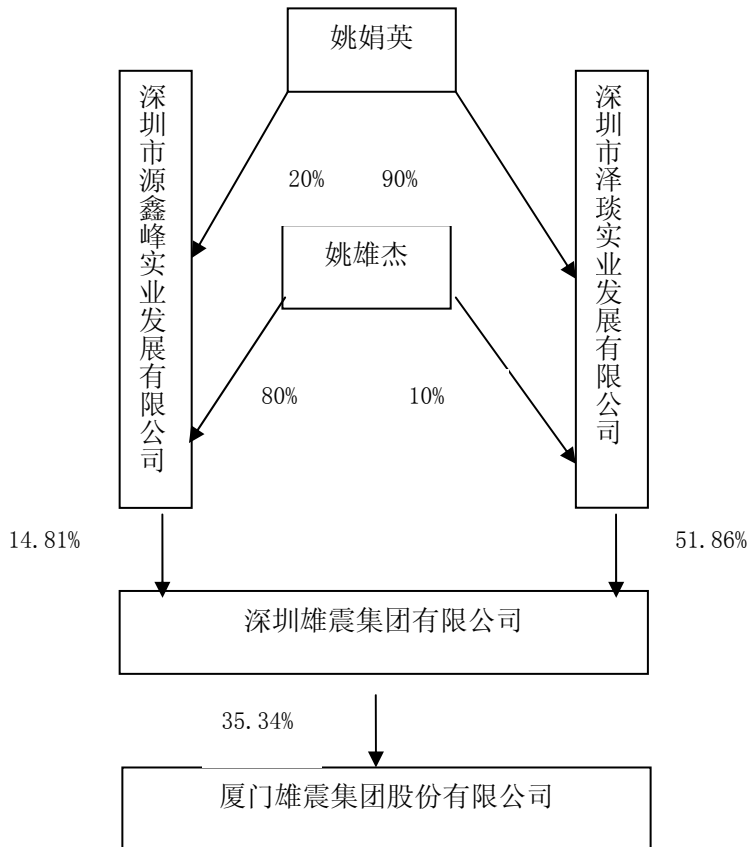 姚娟英
深圳市源鑫峰实业发展有限公司
深圳市泽琰实业发展有限公司
20%
90%
姚雄杰
80%
10%
14.81%
51.86%
深圳雄震集团有限公司
35.34%
厦门雄震集团股份有限公司